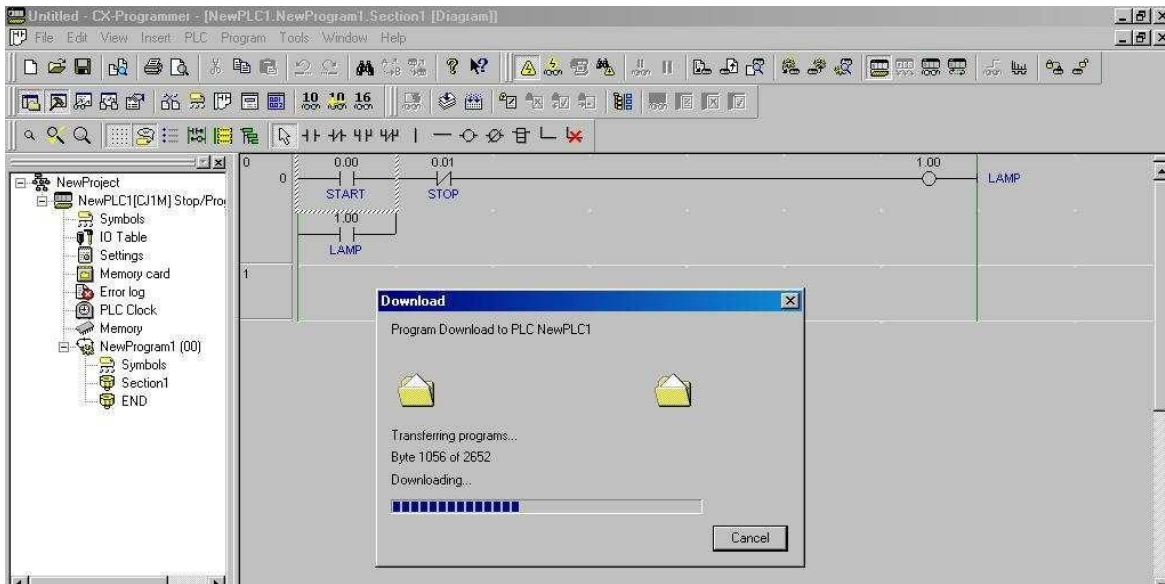 Untitled - CX-Programmer - [NewPLC1.NewProgram1.Section1 [Diagram]]
File Edit View Insert PLC Program Tools Window Help
10 10 16
NewProject
NewPLC1[CJ1M] Stop/Pro
Symbols
IO Table
Settings
Memory card
Error log
PLC Clock
Memory
NewProgram1 (00)
Symbols
Section1
END
0 0.00 0.01 1.00
0 LAMP
START STOP
1.00
LAMP
1
Download
Program Download to PLC NewPLC1
Transferring programs...
Byte 1056 of 2652
Downloading...
Cancel